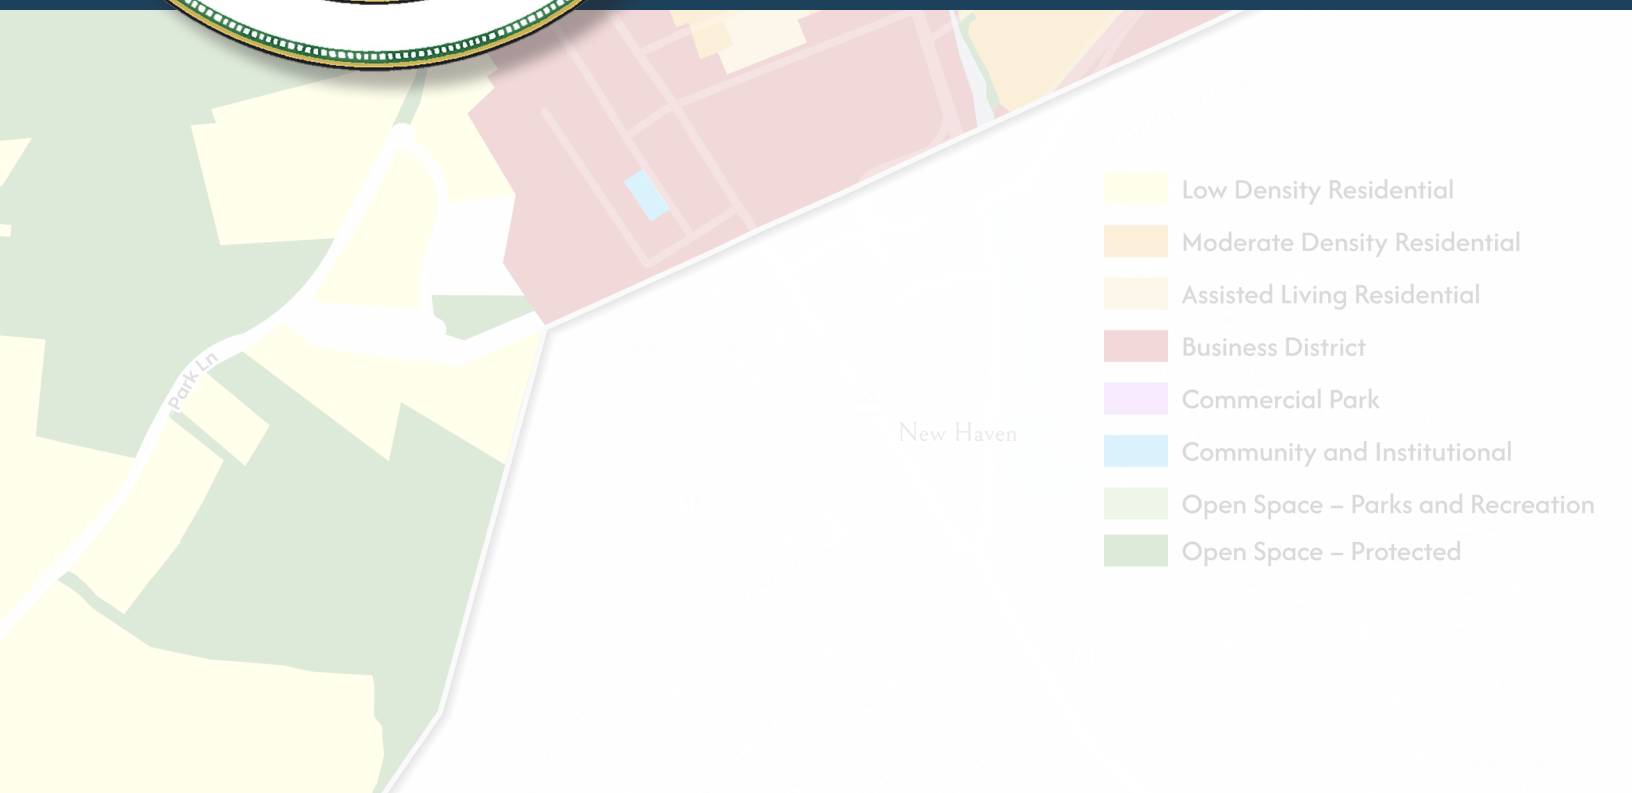 Low Density Residential
Moderate Density Residential
Assisted Living Residential
Business District
Park Ln
Commercial Park
New Haven
Community and Institutional
Open Space – Parks and Recreation
Open Space – Protected